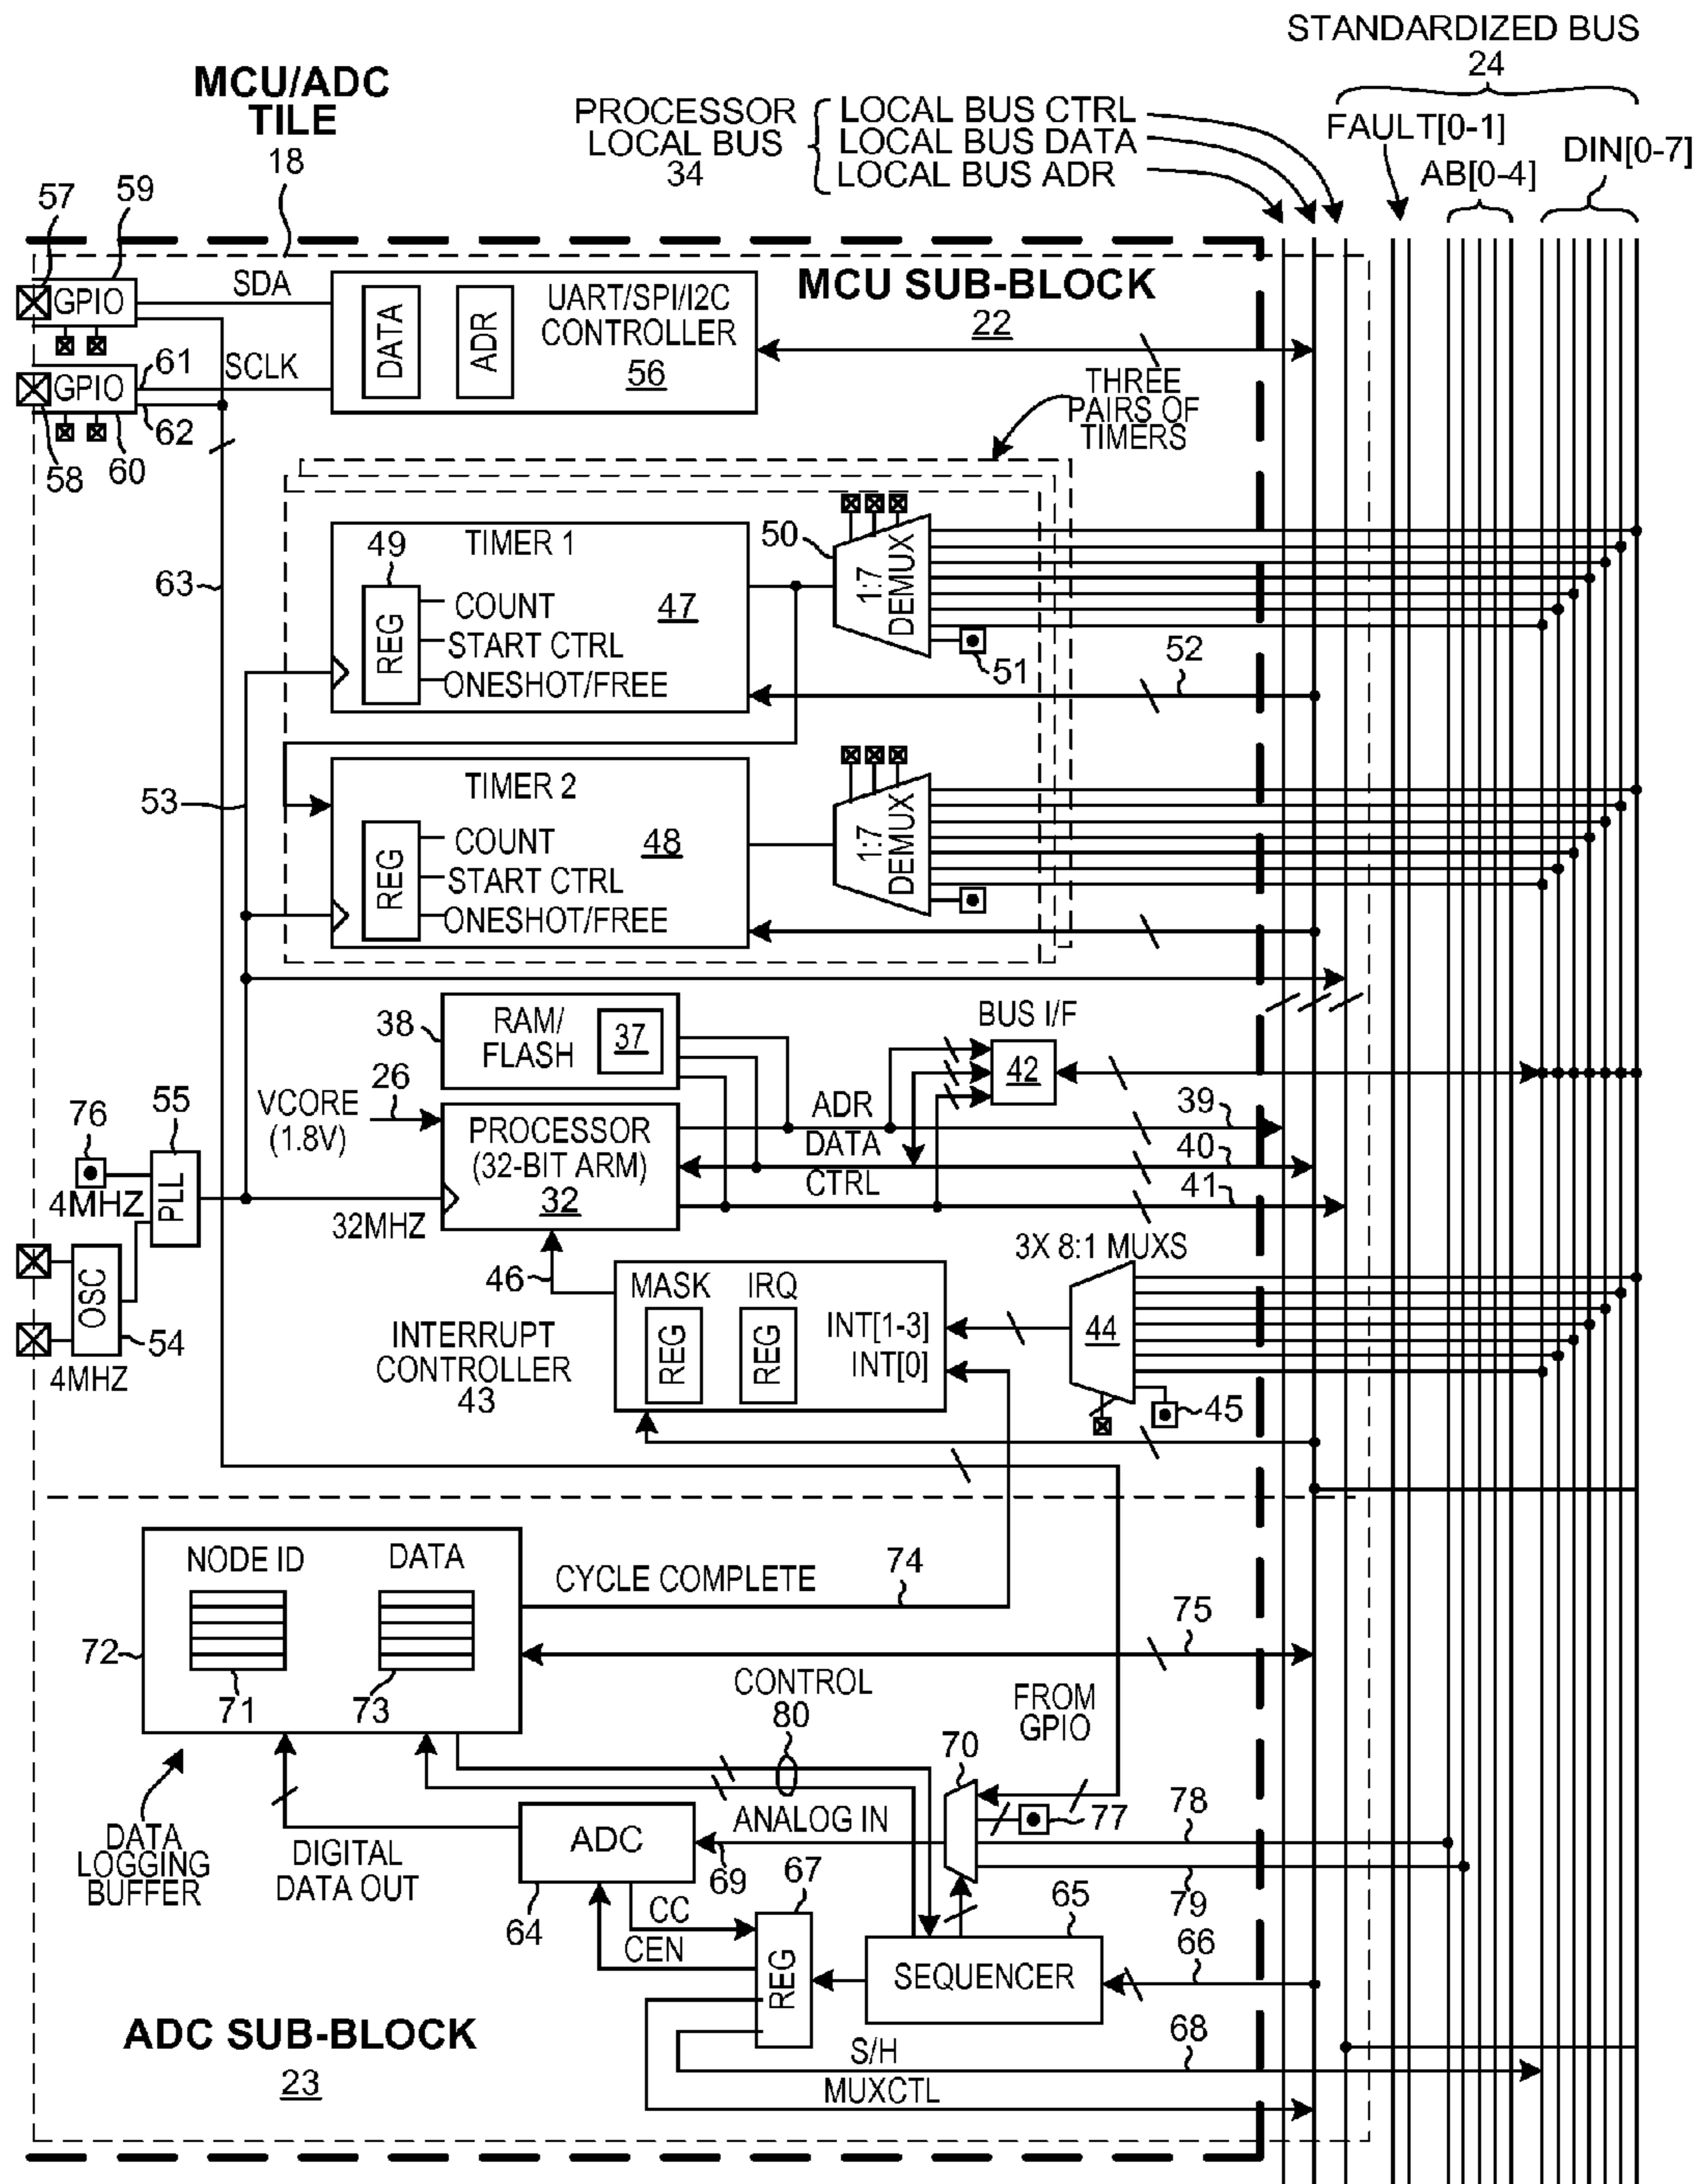 STANDARDIZED BUS
24
MCU/ADC
TILE
18
PROCESSOR
LOCAL BUS
34
LOCAL BUS CTRL
LOCAL BUS DATA
LOCAL BUS ADR
FAULT[0-1]
AB[0-4]
DIN[0-7]
57
59
GPIO
SDA
DATA
ADR
UART/SPI/I2C
CONTROLLER
56
MCU SUB-BLOCK
22
GPIO
61
62
SCLK
58
60
THREE
PAIRS OF
TIMERS
63
TIMER 1
49
REG
COUNT
START CTRL
ONESHOT/FREE
47
50
1:7
DEMUX
51
52
53
TIMER 2
REG
COUNT
START CTRL
ONESHOT/FREE
48
1:7
DEMUX
38
RAM/
FLASH
37
BUS I/F
42
26
VCORE
(1.8V)
PROCESSOR
(32-BIT ARM)
32
ADR
DATA
CTRL
39
40
41
76
55
4MHZ
PLL
32MHZ
OSC
54
4MHZ
46
INTERRUPT
CONTROLLER
43
MASK
IRQ
REG
REG
INT[1-3]
INT[0]
3X 8:1 MUXS
44
45
NODE ID
DATA
71
73
72
CYCLE COMPLETE
74
75
CONTROL
80
FROM
GPIO
70
DATA
LOGGING
BUFFER
DIGITAL
DATA OUT
ADC
64
ANALOG IN
69
77
78
79
CC
CEN
67
REG
65
SEQUENCER
66
68
S/H
MUXCTL
ADC SUB-BLOCK
23